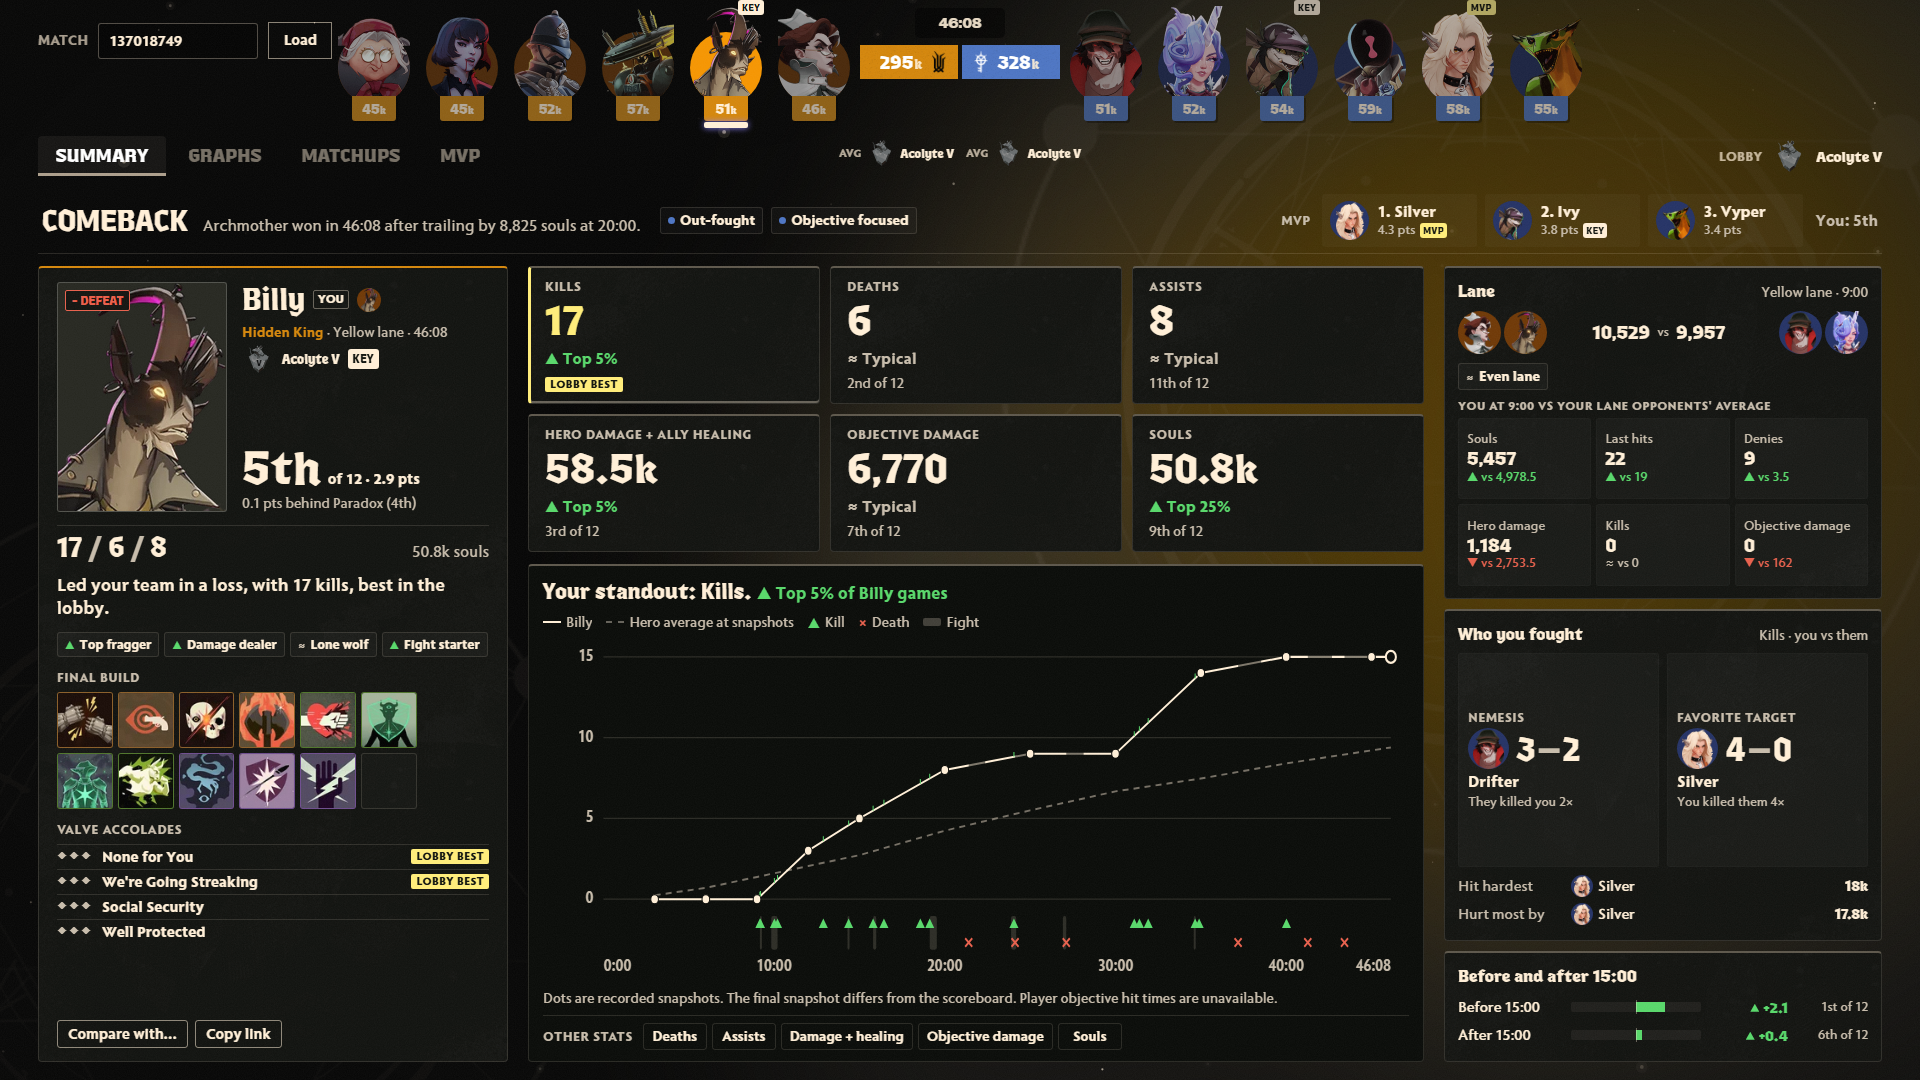 MATCH
137018749
Load
KEY
46:08
KEY
MVP
45k
45k
52k
57k
51k
46k
295k
328k
51k
52k
54k
59k
58k
55k
SUMMARY
GRAPHS
MATCHUPS
MVP
AVG Acolyte V
AVG Acolyte V
LOBBY Acolyte V
COMEBACK
Archmother won in 46:08 after trailing by 8,825 souls at 20:00.
Out-fought
Objective focused
MVP
1. Silver
4.3 pts MVP
2. Ivy
3.8 pts KEY
3. Vyper
3.4 pts
You: 5th
- DEFEAT
Billy YOU
Hidden King · Yellow lane · 46:08
V Acolyte V KEY
5th of 12 · 2.9 pts
0.1 pts behind Paradox (4th)
17 / 6 / 8
50.8k souls
Led your team in a loss, with 17 kills, best in the
lobby.
▲ Top fragger
▲ Damage dealer
≈ Lone wolf
▲ Fight starter
FINAL BUILD
VALVE ACCOLADES
None for You LOBBY BEST
We're Going Streaking LOBBY BEST
Social Security
Well Protected
Compare with...
Copy link
KILLS
17
▲ Top 5%
LOBBY BEST
DEATHS
6
≈ Typical
2nd of 12
ASSISTS
8
≈ Typical
11th of 12
HERO DAMAGE + ALLY HEALING
58.5k
▲ Top 5%
3rd of 12
OBJECTIVE DAMAGE
6,770
≈ Typical
7th of 12
SOULS
50.8k
▲ Top 25%
9th of 12
Your standout: Kills. ▲ Top 5% of Billy games
Billy
Hero average at snapshots
▲ Kill
× Death
Fight
15
10
5
0
0:00
10:00
20:00
30:00
40:00
46:08
Dots are recorded snapshots. The final snapshot differs from the scoreboard. Player objective hit times are unavailable.
OTHER STATS
Deaths
Assists
Damage + healing
Objective damage
Souls
Lane
Yellow lane · 9:00
10,529 vs 9,957
≈ Even lane
YOU AT 9:00 VS YOUR LANE OPPONENTS' AVERAGE
Souls
5,457
▲ vs 4,978.5
Last hits
22
▲ vs 19
Denies
9
▲ vs 3.5
Hero damage
1,184
▼ vs 2,753.5
Kills
0
≈ vs 0
Objective damage
0
▼ vs 162
Who you fought
Kills · you vs them
NEMESIS
3–2
Drifter
They killed you 2×
FAVORITE TARGET
4–0
Silver
You killed them 4×
Hit hardest Silver 18k
Hurt most by Silver 17.8k
Before and after 15:00
Before 15:00 ▲ +2.1 1st of 12
After 15:00 ▲ +0.4 6th of 12